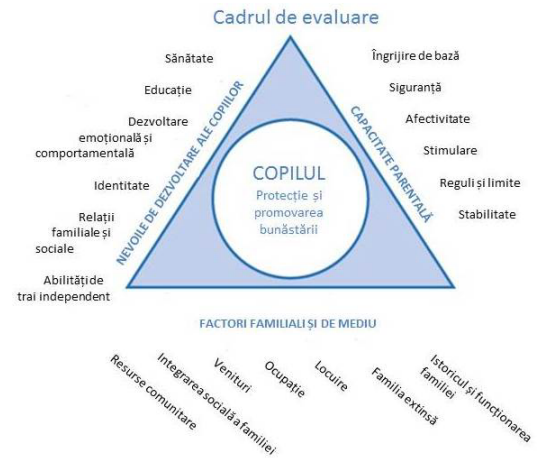 Cadrul de evaluare
Sănătate
Educație
Dezvoltare
emoțională și
comportamentală
Identitate
Relații
familiale și
sociale
Abilități de
trai independent
NEVOILE DE DEZVOLTARE ALE COPIILOR
COPILUL
Protecție și
promovarea
bunăstării
CAPACITATE PARENTALĂ
Îngrijire de bază
Siguranță
Afectivitate
Stimulare
Reguli și limite
Stabilitate
FACTORI FAMILIALI ȘI DE MEDIU
Resurse comunitare
Integrarea socială a familiei
Venituri
Ocupație
Locuire
Familia extinsă
Istoricul și funcționarea
familiei